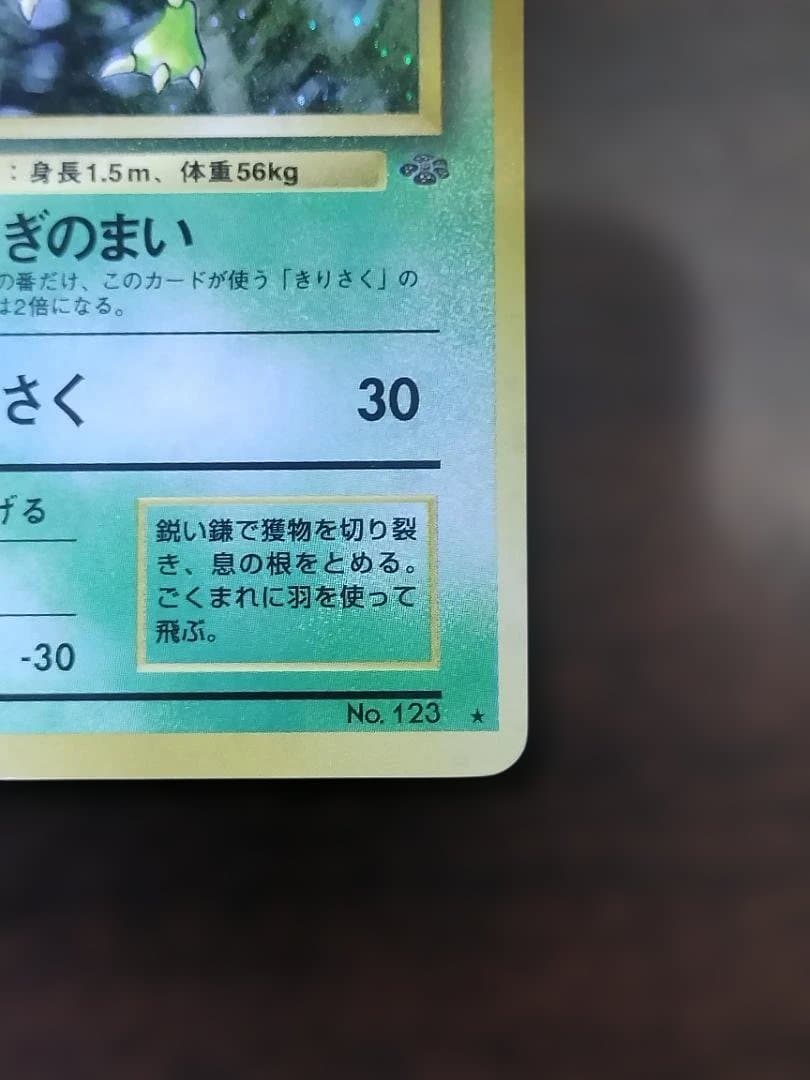 ：身長1.5m、体重56kg
ぎのまい
の番だけ、このカードが使う「きりさく」の
は2倍になる。
さく 30
げる
鋭い鎌で獲物を切り裂
き、息の根をとめる。
ごくまれに羽を使って
飛ぶ。
-30
No. 123 ★